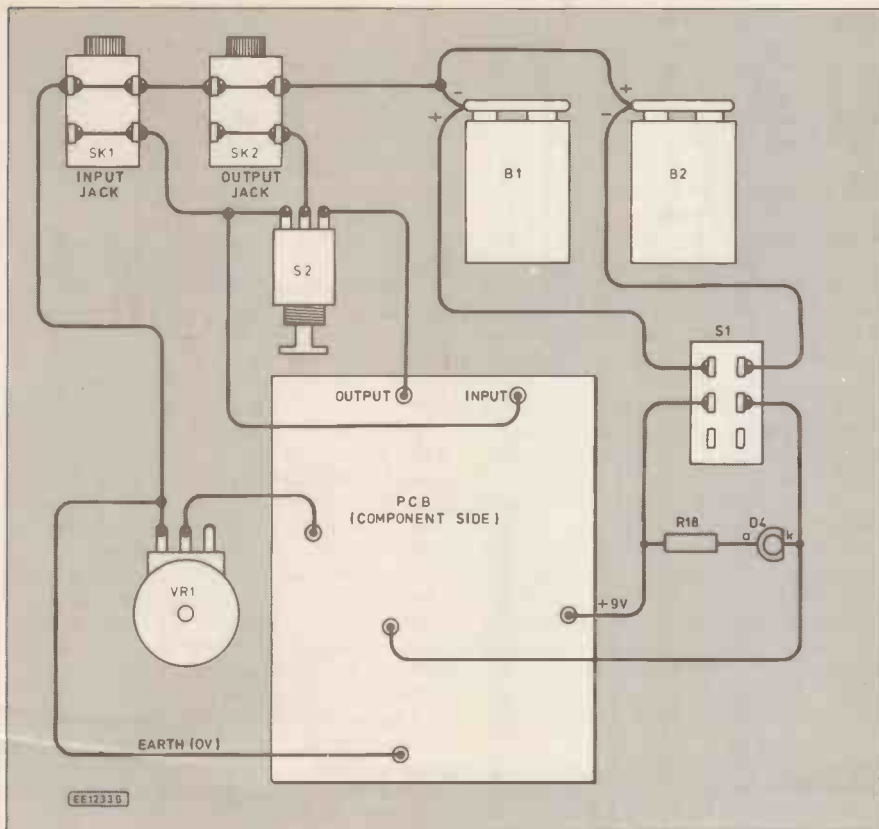 SK1
INPUT
JACK
SK2
OUTPUT
JACK
-
+
B1
+
-
B2
S2
S1
OUTPUT
INPUT
PCB
(COMPONENT SIDE)
R18
a
D4
k
VR1
+9V
EARTH (0V)
EE1233G